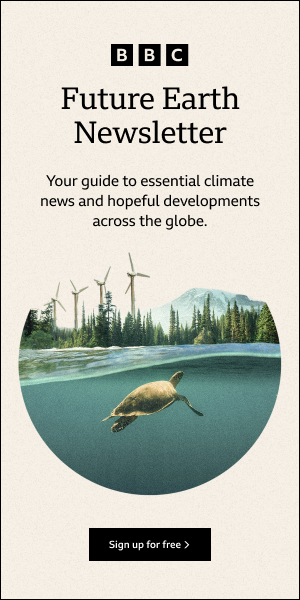 BBC
Future Earth
Newsletter
Your guide to essential climate
news and hopeful developments
across the globe.
Sign up for free >